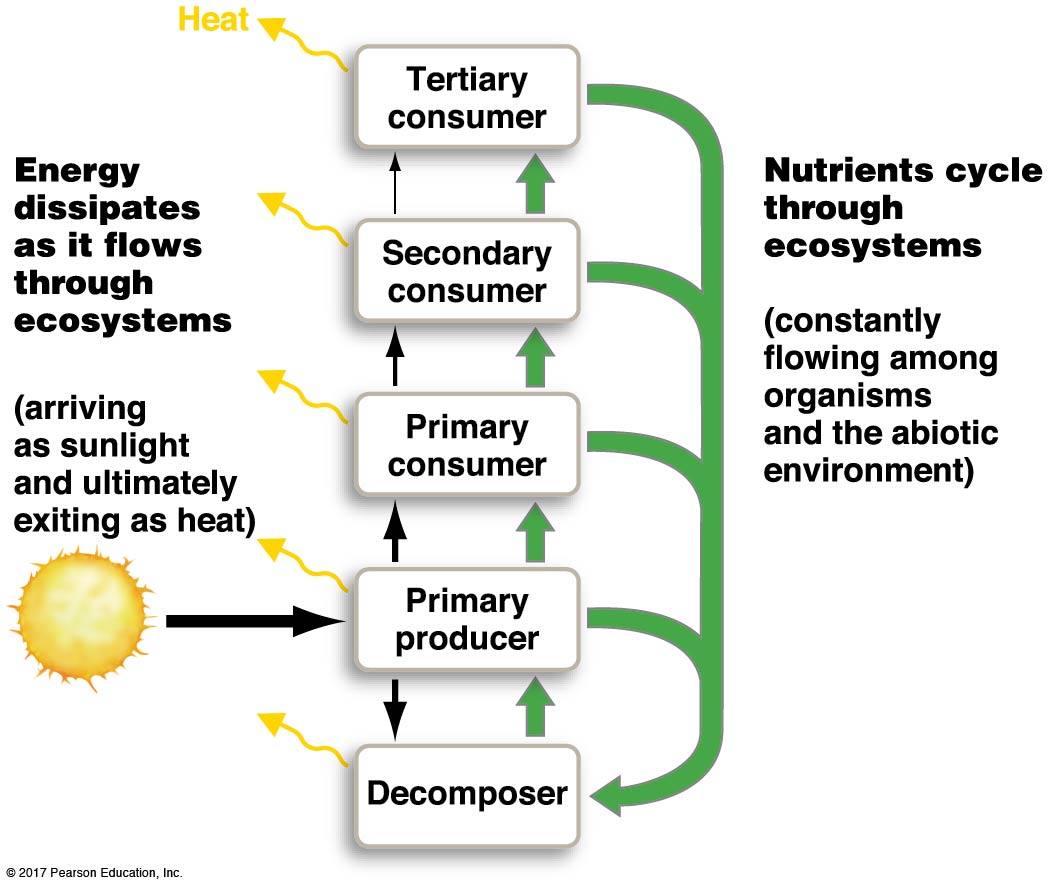 Heat
Tertiary
consumer
Energy
dissipates
as it flows
through
ecosystems
(arriving
as sunlight
and ultimately
exiting as heat)
Secondary
consumer
Primary
consumer
Primary
producer
Decomposer
Nutrients cycle
through
ecosystems
(constantly
flowing among
organisms
and the abiotic
environment)
© 2017 Pearson Education, Inc.